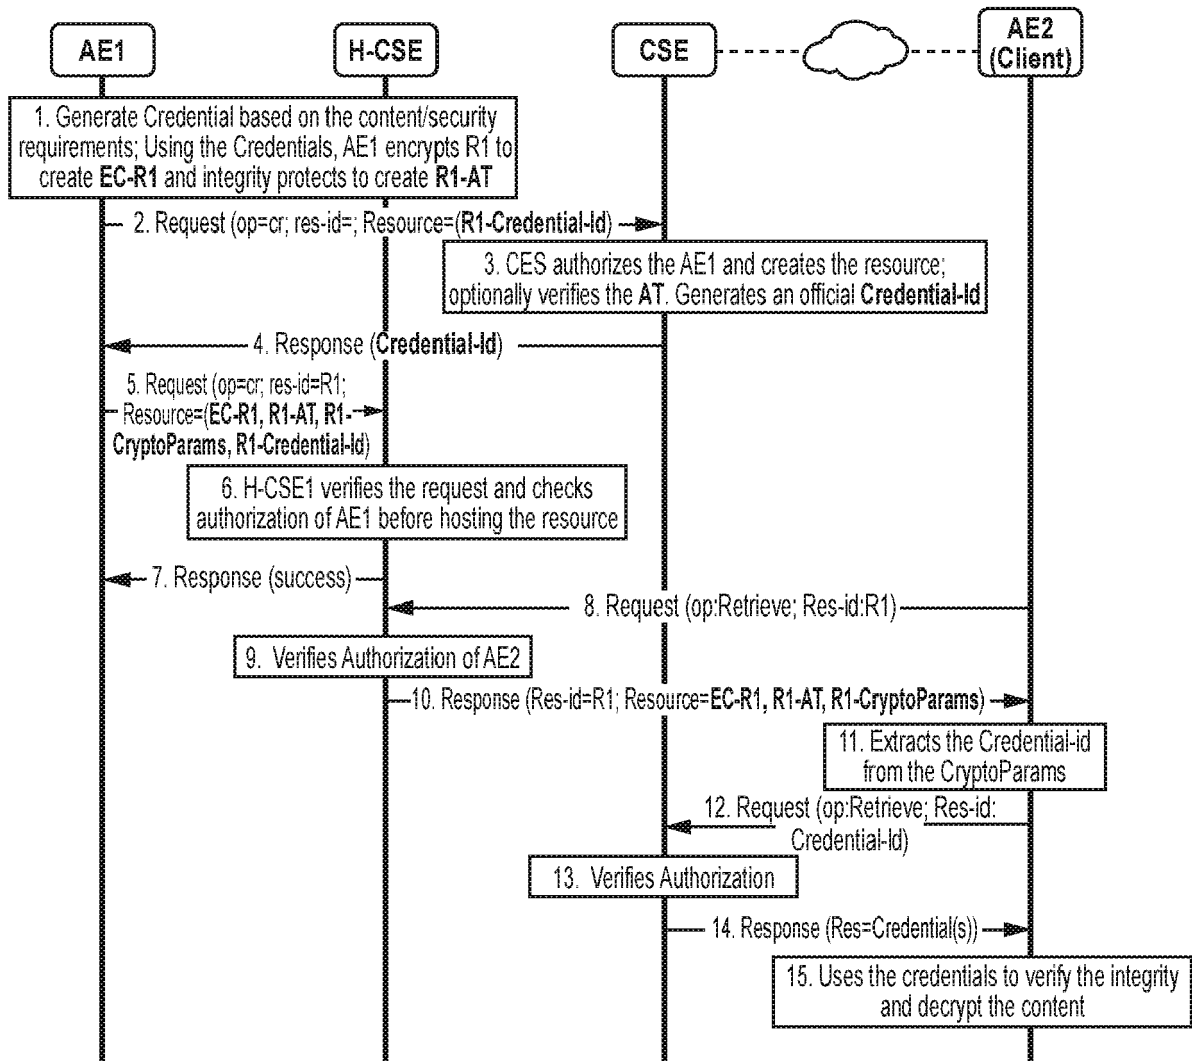 AE1
H-CSE
CSE
AE2
(Client)
1. Generate Credential based on the content/security
requirements; Using the Credentials, AE1 encrypts R1 to
create EC-R1 and integrity protects to create R1-AT
2. Request (op=cr; res-id=; Resource=(R1-Credential-Id)
3. CES authorizes the AE1 and creates the resource;
optionally verifies the AT. Generates an official Credential-Id
4. Response (Credential-Id)
5. Request (op=cr; res-id=R1;
Resource=(EC-R1, R1-AT, R1-
CryptoParams, R1-Credential-Id)
6. H-CSE1 verifies the request and checks
authorization of AE1 before hosting the resource
7. Response (success)
8. Request (op:Retrieve; Res-id:R1)
9. Verifies Authorization of AE2
10. Response (Res-id=R1; Resource=EC-R1, R1-AT, R1-CryptoParams)
11. Extracts the Credential-id
from the CryptoParams
12. Request (op:Retrieve; Res-id:
Credential-Id)
13. Verifies Authorization
14. Response (Res=Credential(s))
15. Uses the credentials to verify the integrity
and decrypt the content